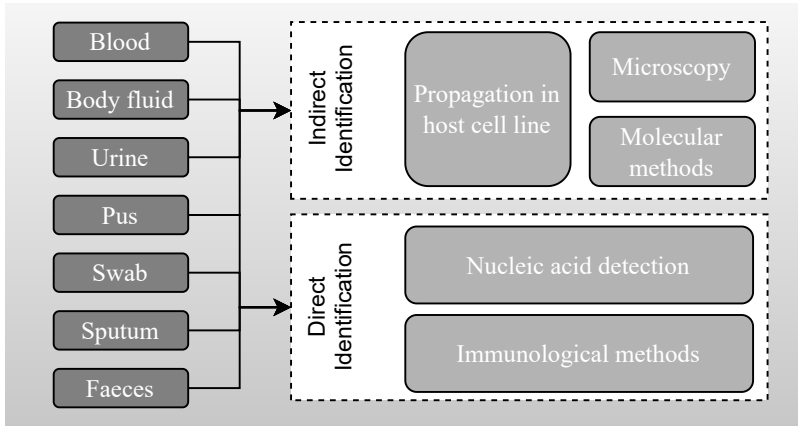 Blood
Body fluid
Urine
Pus
Swab
Sputum
Faeces
Indirect
Identification
Propagation in
host cell line
Microscopy
Molecular
methods
Direct
Identification
Nucleic acid detection
Immunological methods